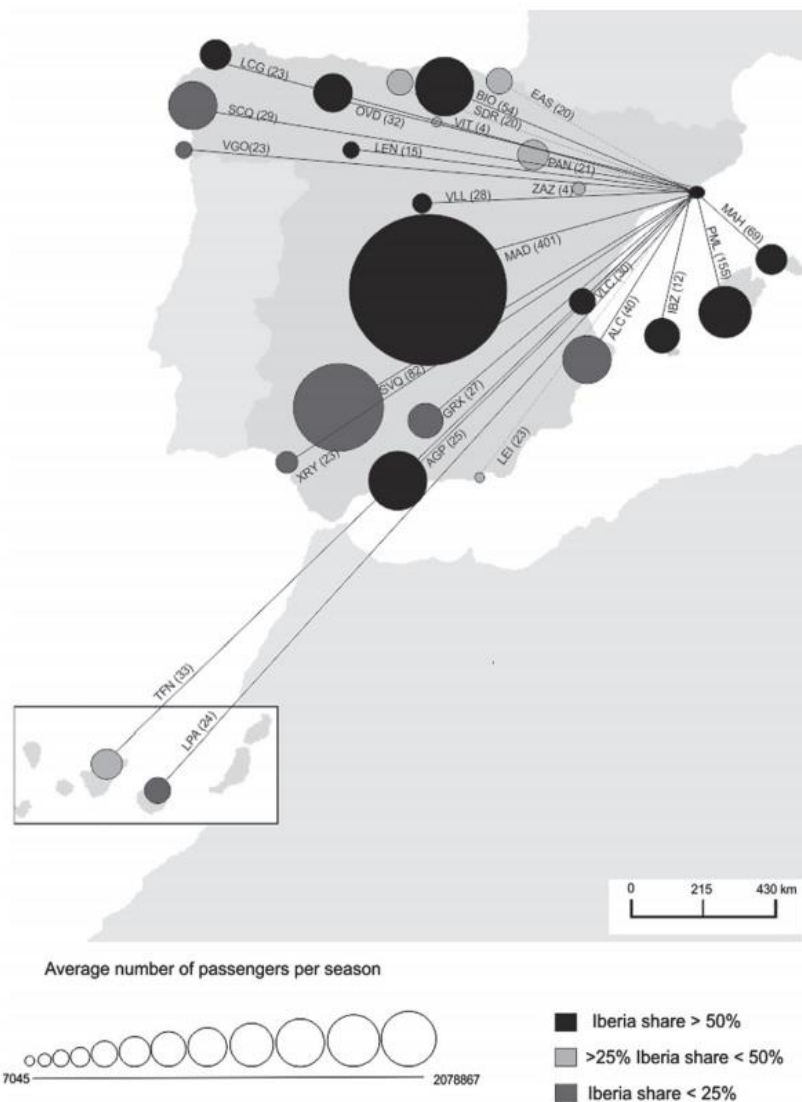 LCG (23)
SCQ (29)
OVD (32)
BIO (54)
EAS (20)
SDR (20)
VIT (4)
VGO(23)
LEN (15)
PAN (21)
ZAZ (4)
VLL (28)
MAH (69)
MAD (401)
PML (155)
VLC (30)
IBZ (12)
ALC (40)
SVQ (82)
GRX (27)
XRY (23)
AGP (25)
LEI (23)
TFN (33)
LPA (24)
0 215 430 km
Average number of passengers per season
7045 2078867
Iberia share > 50%
>25% Iberia share < 50%
Iberia share < 25%